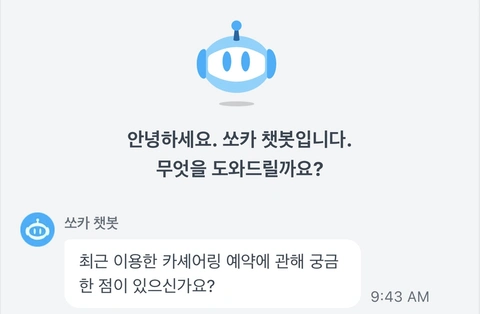 안녕하세요. 쏘카 챗봇입니다.
무엇을 도와드릴까요?
쏘카 챗봇
최근 이용한 카셰어링 예약에 관해 궁금
한 점이 있으신가요?
9:43 AM